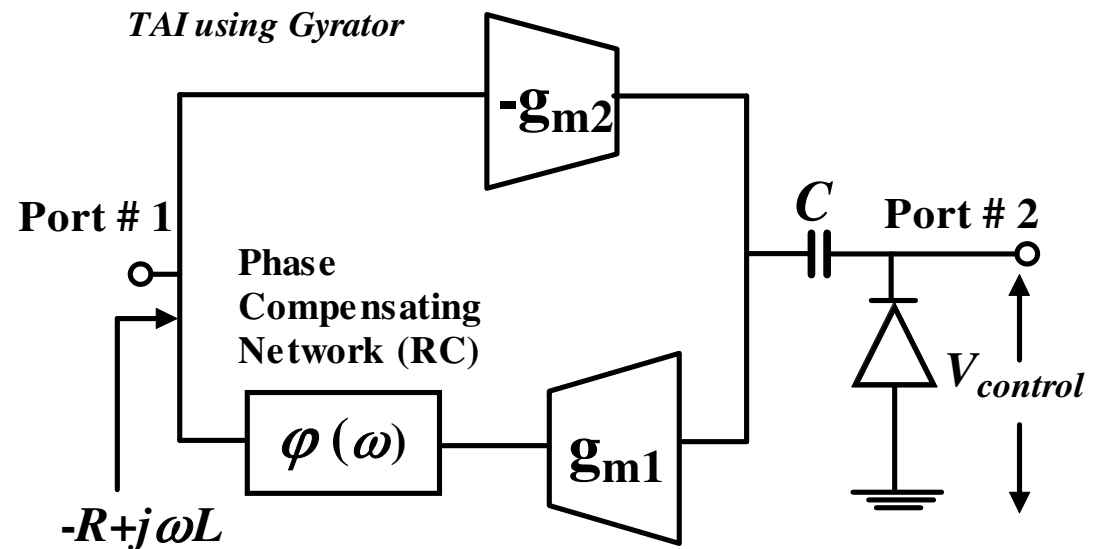 TAI using Gyrator
-gm2
C
Port # 1
Port # 2
Phase
Compensating
Network (RC)
Vcontrol
φ (ω)
gm1
-R+jωL